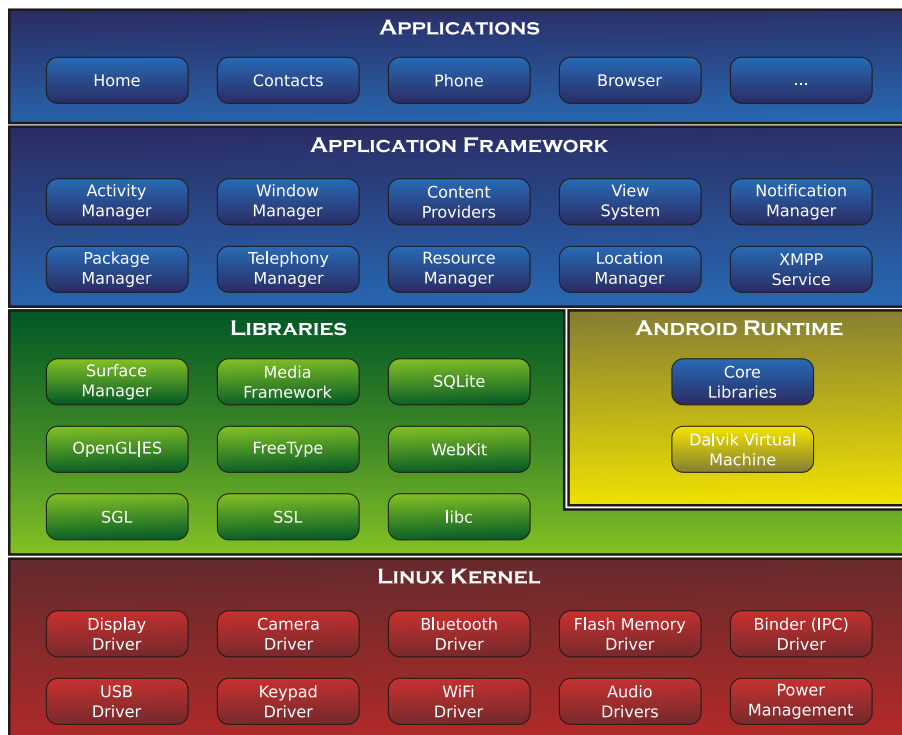 Applications
Home
Contacts
Phone
Browser
...
Application Framework
Activity
Manager
Window
Manager
Content
Providers
View
System
Notification
Manager
Package
Manager
Telephony
Manager
Resource
Manager
Location
Manager
XMPP
Service
Libraries
Surface
Manager
Media
Framework
SQLite
OpenGL|ES
FreeType
WebKit
SGL
SSL
libc
Android Runtime
Core
Libraries
Dalvik Virtual
Machine
Linux Kernel
Display
Driver
Camera
Driver
Bluetooth
Driver
Flash Memory
Driver
Binder (IPC)
Driver
USB
Driver
Keypad
Driver
WiFi
Driver
Audio
Drivers
Power
Management